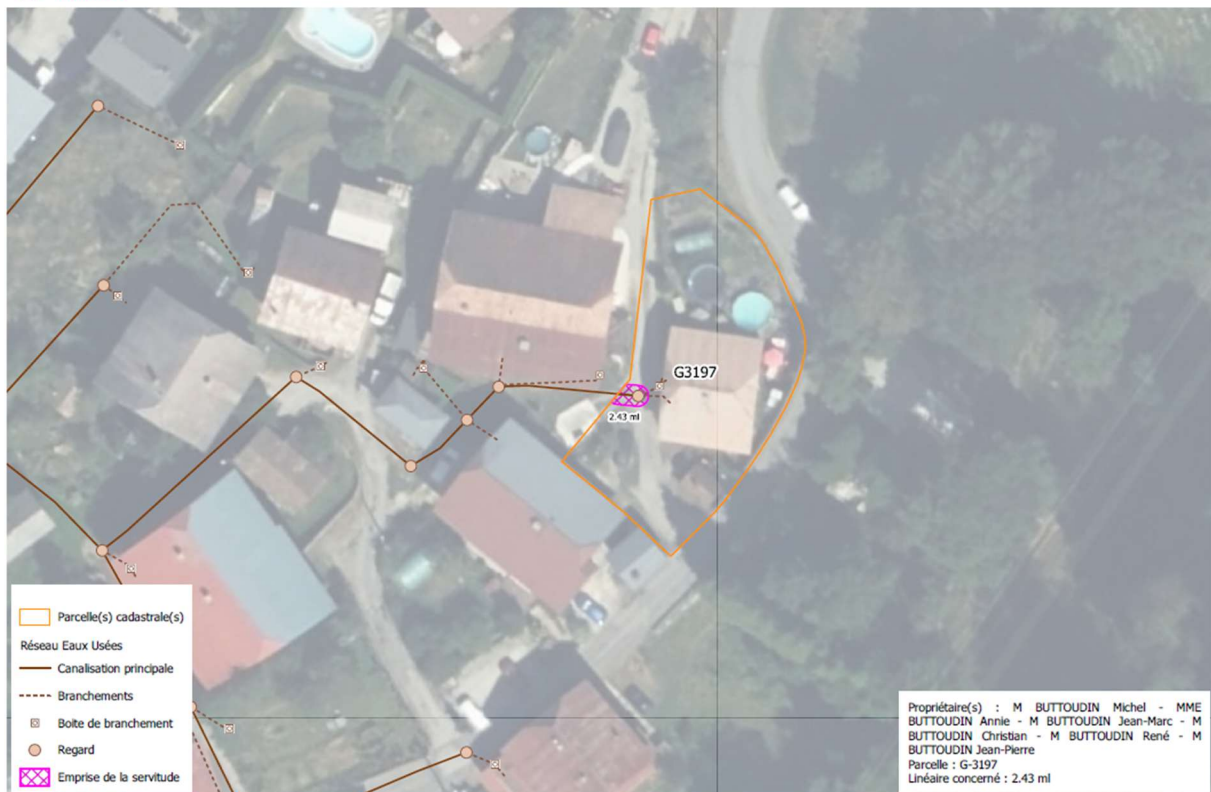 G3197
2.43 ml
Parcelle(s) cadastrale(s)
Réseau Eaux Usées
Canalisation principale
Branchements
Boite de branchement
Regard
Emprise de la servitude
Propriétaire(s) : M BUTTOUDIN Michel - MME
BUTTOUDIN Annie - M BUTTOUDIN Jean-Marc - M
BUTTOUDIN Christian - M BUTTOUDIN René - M
BUTTOUDIN Jean-Pierre
Parcelle : G-3197
Linéaire concerné : 2.43 ml